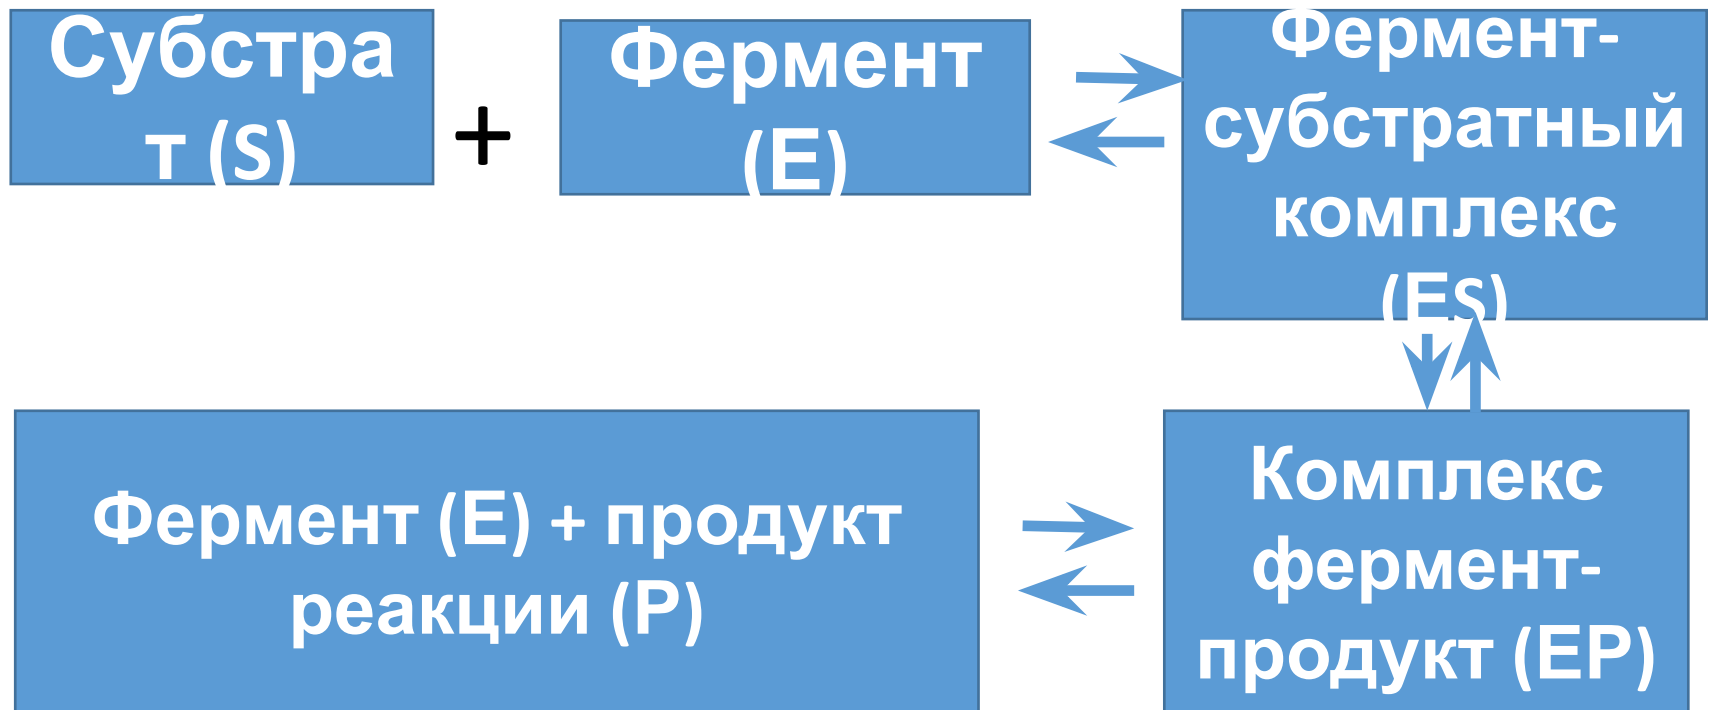 Субстра
т (S)
+
Фермент
(E)
Фермент-
субстратный
комплекс
(ES)
Фермент (E) + продукт
реакции (P)
Комплекс
фермент-
продукт (EP)